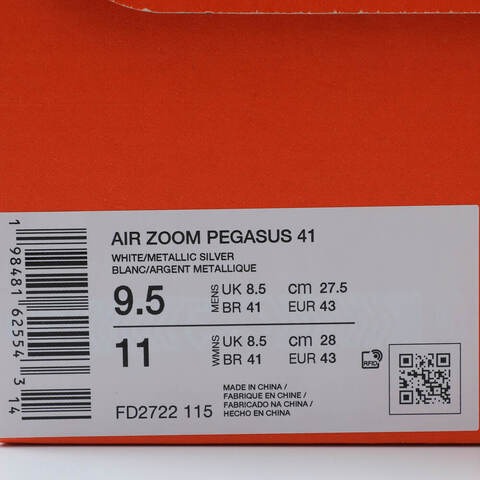 AIR ZOOM PEGASUS 41
WHITE/METALLIC SILVER
BLANC/ARGENT METALLIQUE
9.5 MENS UK 8.5 cm 27.5
BR 41 EUR 43
11 WMNS UK 8.5 cm 28
BR 41 EUR 43
RFID
MADE IN CHINA /
FABRIQUE EN CHINE /
FABRICADO NA CHINA /
HECHO EN CHINA
FD2722 115
1 98481 62554 3 14